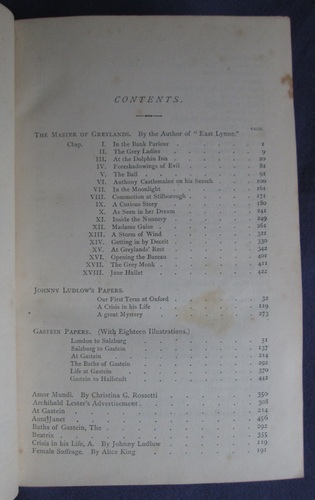 CONTENTS.
PAGE
THE MASTER OF GREYLANDS. By the Author of "East Lynne."
Chap. I. In the Bank Parlour 1
II. The Grey Ladies 9
III. At the Dolphin Inn 20
IV. Foreshadowings of Evil 81
V. The Ball 91
VI. Anthony Castlemaine on his Search 100
VII. In the Moonlight 161
VIII. Commotion at Stilborough 171
IX. A Curious Story 180
X. As Seen in her Dream 241
XI. Inside the Nunnery 249
XII. Madame Guise 261
XIII. A Storm of Wind 321
XIV. Getting in by Deceit 330
XV. At Greylands' Rest 342
XVI. Opening the Bureau 401
XVII. The Grey Monk 411
XVIII. Jane Hallet 422
JOHNNY LUDLOW'S PAPERS.
Our First Term at Oxford 32
A Crisis in his Life 119
A great Mystery 273
GASTEIN PAPERS. (With Eighteen Illustrations.)
London to Salzburg 51
Salzburg to Gastein 137
At Gastein 214
The Baths of Gastein 292
Life at Gastein 370
Gastein to Hallstadt 442
Amor Mundi. By Christina G. Rossetti 350
Archibald Lester's Advertisement 308
At Gastein 214
Aunt Janet 456
Baths of Gastein, The 292
Beatrix 355
Crisis in his Life, A. By Johnny Ludlow 119
Female Suffrage. By Alice King 191